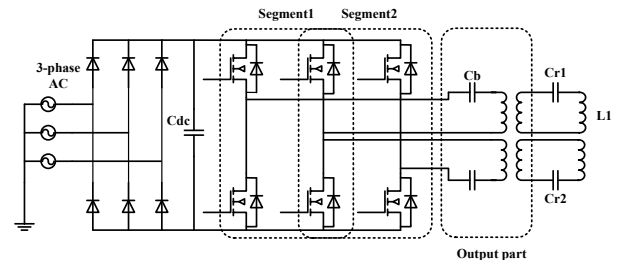 Segment1
Segment2
3-phase
AC
Cdc
Cb
Cr1
L1
Cr2
Output part